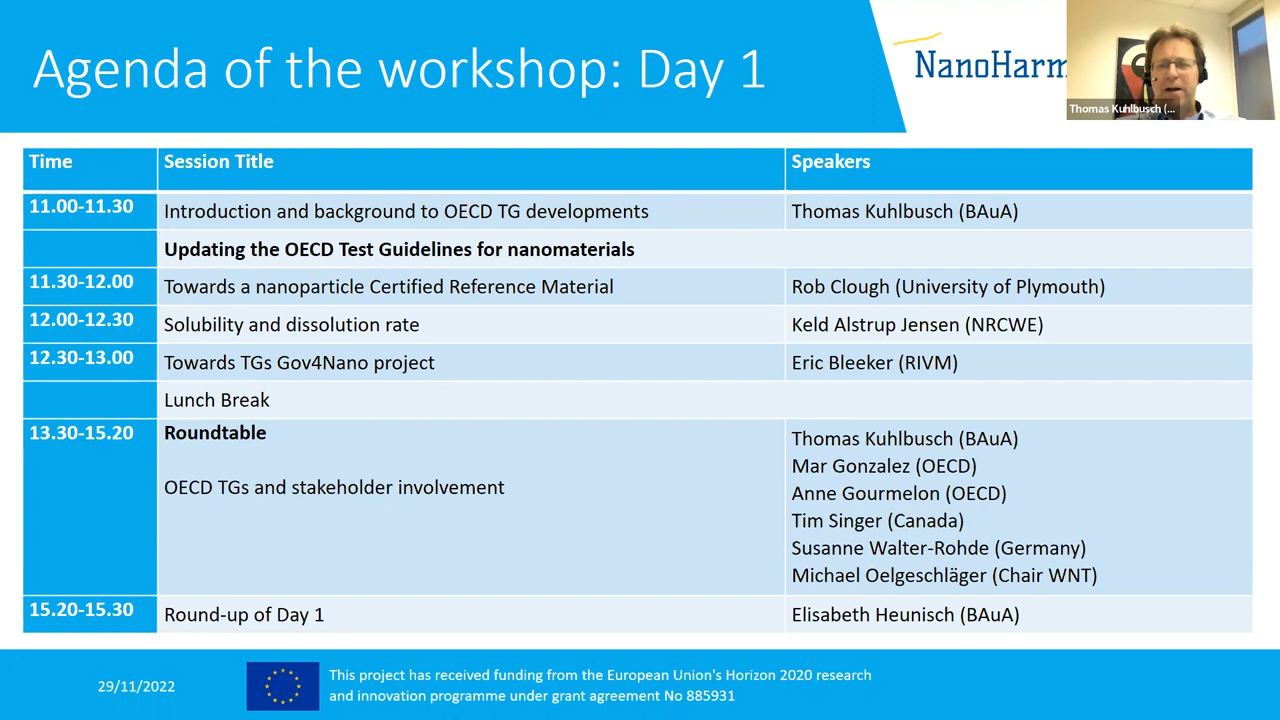 Agenda of the workshop: Day 1
NanoHarm
Thomas Kuhlbusch (...
Time Session Title Speakers
11.00-11.30 Introduction and background to OECD TG developments Thomas Kuhlbusch (BAuA)
Updating the OECD Test Guidelines for nanomaterials
11.30-12.00 Towards a nanoparticle Certified Reference Material Rob Clough (University of Plymouth)
12.00-12.30 Solubility and dissolution rate Keld Alstrup Jensen (NRCWE)
12.30-13.00 Towards TGs Gov4Nano project Eric Bleeker (RIVM)
Lunch Break
13.30-15.20 Roundtable Thomas Kuhlbusch (BAuA)
Mar Gonzalez (OECD)
OECD TGs and stakeholder involvement Anne Gourmelon (OECD)
Tim Singer (Canada)
Susanne Walter-Rohde (Germany)
Michael Oelgeschläger (Chair WNT)
15.20-15.30 Round-up of Day 1 Elisabeth Heunisch (BAuA)
29/11/2022
This project has received funding from the European Union's Horizon 2020 research
and innovation programme under grant agreement No 885931